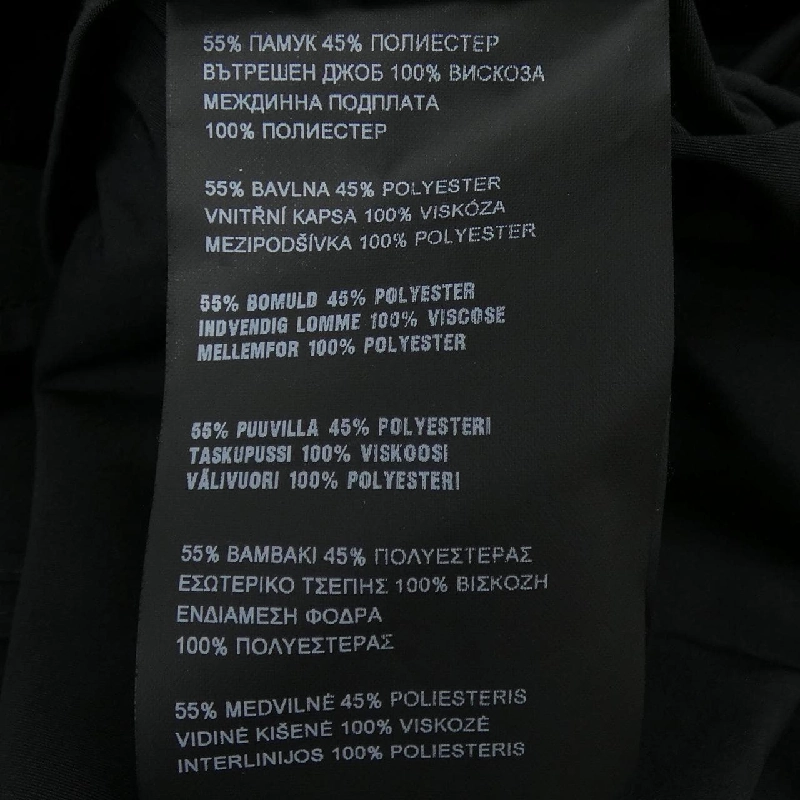 55% ПАМУК 45% ПОЛИЕСТЕР
ВЪТРЕШЕН ДЖОБ 100% ВИСКОЗА
МЕЖДИННА ПОДПЛАТА
100% ПОЛИЕСТЕР
55% BAVLNA 45% POLYESTER
VNITŘNÍ KAPSA 100% VISKÓZA
MEZIPODŠÍVKA 100% POLYESTER
55% BOMULD 45% POLYESTER
INDVENDIG LOMME 100% VISCOSE
MELLEMFOR 100% POLYESTER
55% PUUVILLA 45% POLYESTERI
TASKUPUSSI 100% VISKOOSI
VÄLIVUORI 100% POLYESTERI
55% ΒΑΜΒΑΚΙ 45% ΠΟΛΥΕΣΤΕΡΑΣ
ΕΣΩΤΕΡΙΚΟ ΤΣΕΠΗΣ 100% ΒΙΣΚΟΖΗ
ΕΝΔΙΑΜΕΣΗ ΦΟΔΡΑ
100% ΠΟΛΥΕΣΤΕΡΑΣ
55% MEDVILNĖ 45% POLIESTERIS
VIDINĖ KIŠENĖ 100% VISKOZĖ
INTERLINIJOS 100% POLIESTERIS